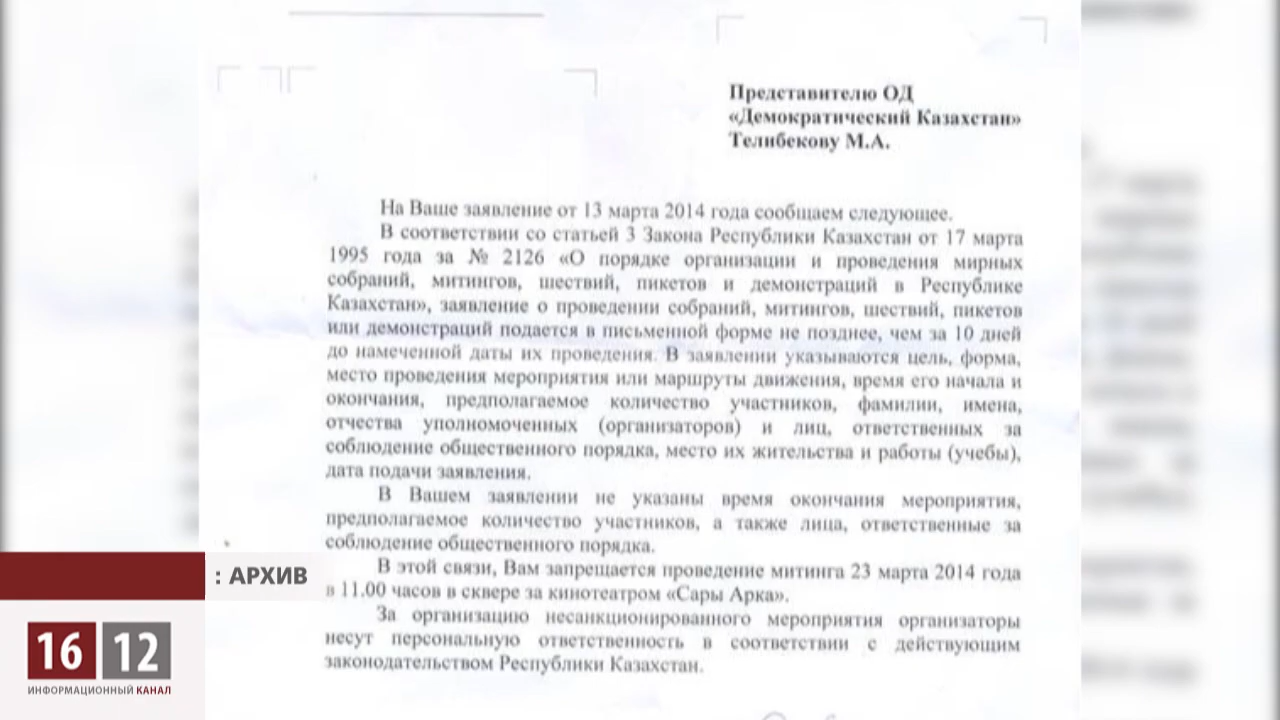 Представителю ОД
«Демократический Казахстан»
Телибекову М.А.
На Ваше заявление от 13 марта 2014 года сообщаем следующее.
В соответствии со статьей 3 Закона Республики Казахстан от 17 марта
1995 года за № 2126 «О порядке организации и проведения мирных
собраний, митингов, шествий, пикетов и демонстраций в Республике
Казахстан», заявление о проведении собраний, митингов, шествий, пикетов
или демонстраций подается в письменной форме не позднее, чем за 10 дней
до намеченной даты их проведения. В заявлении указываются цель, форма,
место проведения мероприятия или маршруты движения, время его начала и
окончания, предполагаемое количество участников, фамилии, имена,
отчества уполномоченных (организаторов) и лиц, ответственных за
соблюдение общественного порядка, место их жительства и работы (учебы),
дата подачи заявления.
В Вашем заявлении не указаны время окончания мероприятия,
предполагаемое количество участников, а также лица, ответственные за
соблюдение общественного порядка.
В этой связи, Вам запрещается проведение митинга 23 марта 2014 года
в 11.00 часов в сквере за кинотеатром «Сары Арка».
За организацию несанкционированного мероприятия организаторы
несут персональную ответственность в соответствии с действующим
законодательством Республики Казахстан.
: АРХИВ
16 12
ИНФОРМАЦИОННЫЙ КАНАЛ